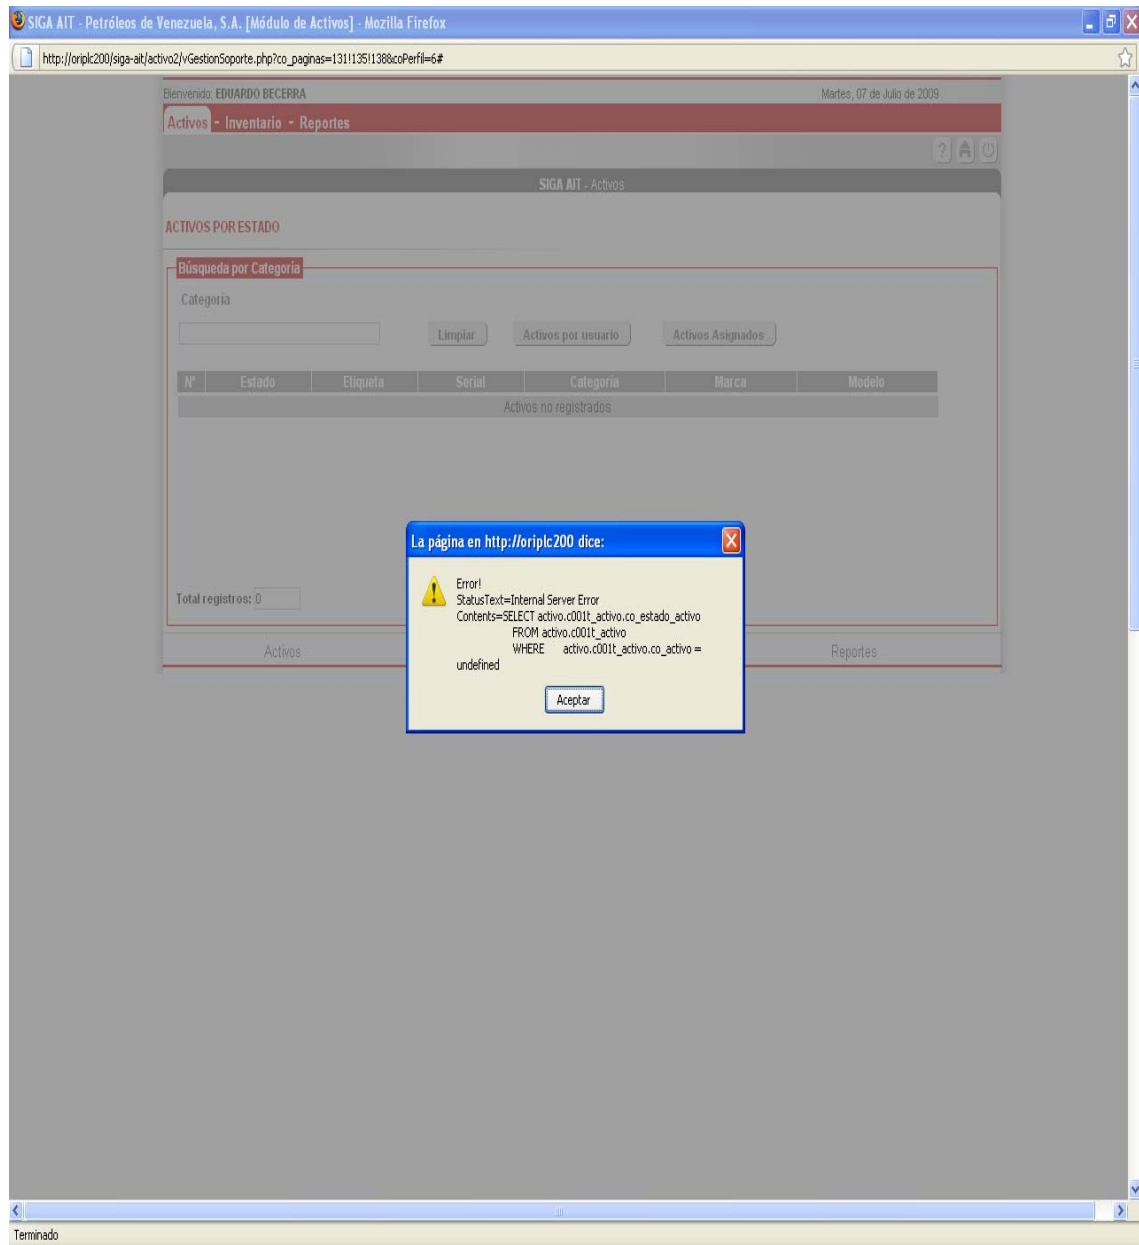 SIGA AIT - Petróleos de Venezuela, S.A. [Módulo de Activos] - Mozilla Firefox
http://oriplc200/siga-ait/activo2/vGestionSoporte.php?co_paginas=131!135!138&coPerfil=6#
Bienvenido: EDUARDO BECERRA Martes, 07 de Julio de 2009
Activos - Inventario - Reportes
?
SIGA AIT - Activos
ACTIVOS POR ESTADO
Búsqueda por Categoría
Categoría
Limpiar Activos por usuario Activos Asignados
Nº Estado Etiqueta Serial Categoría Marca Modelo
Activos no registrados
La página en http://oriplc200 dice:
Error!
StatusText=Internal Server Error
Contents=SELECT activo.c001t_activo.co_estado_activo
FROM activo.c001t_activo
WHERE activo.c001t_activo.co_activo =
undefined
Aceptar
Total registros: 0
Activos Reportes
Terminado